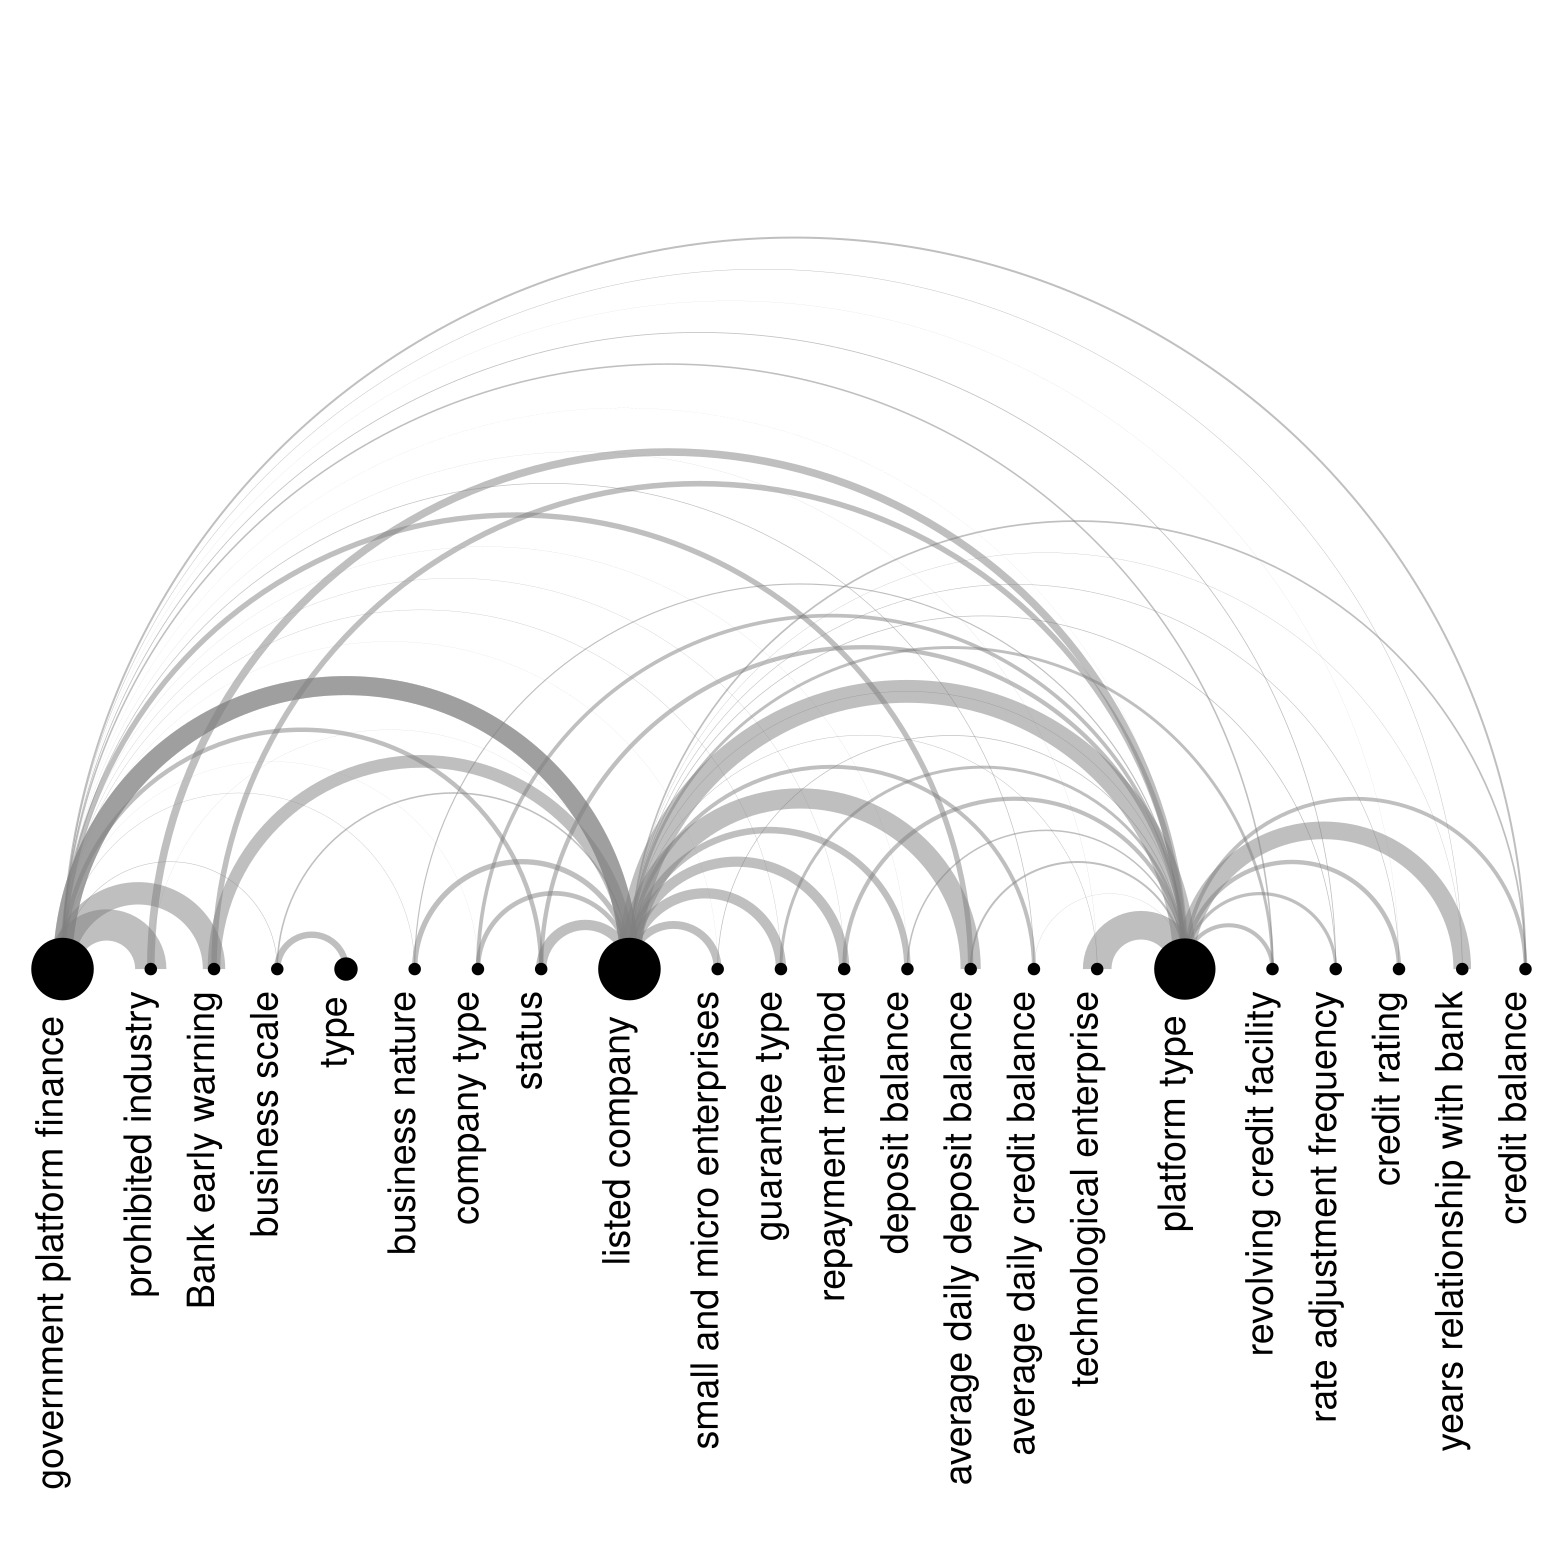 government platform finance
prohibited industry
Bank early warning
business scale
type
business nature
company type
status
listed company
small and micro enterprises
guarantee type
repayment method
deposit balance
average daily deposit balance
average daily credit balance
technological enterprise
platform type
revolving credit facility
rate adjustment frequency
credit rating
years relationship with bank
credit balance